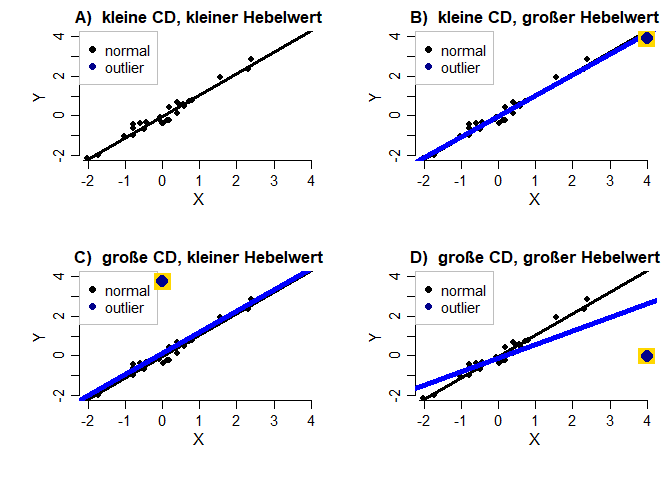 A)  kleine CD, kleiner Hebelwert
4
2
0
-2
Y
normal
outlier
-2 -1 0 1 2 3 4
X
B)  kleine CD, großer Hebelwert
4
2
0
-2
Y
normal
outlier
-2 -1 0 1 2 3 4
X
C)  große CD, kleiner Hebelwert
4
2
0
-2
Y
normal
outlier
-2 -1 0 1 2 3 4
X
D)  große CD, großer Hebelwert
4
2
0
-2
Y
normal
outlier
-2 -1 0 1 2 3 4
X